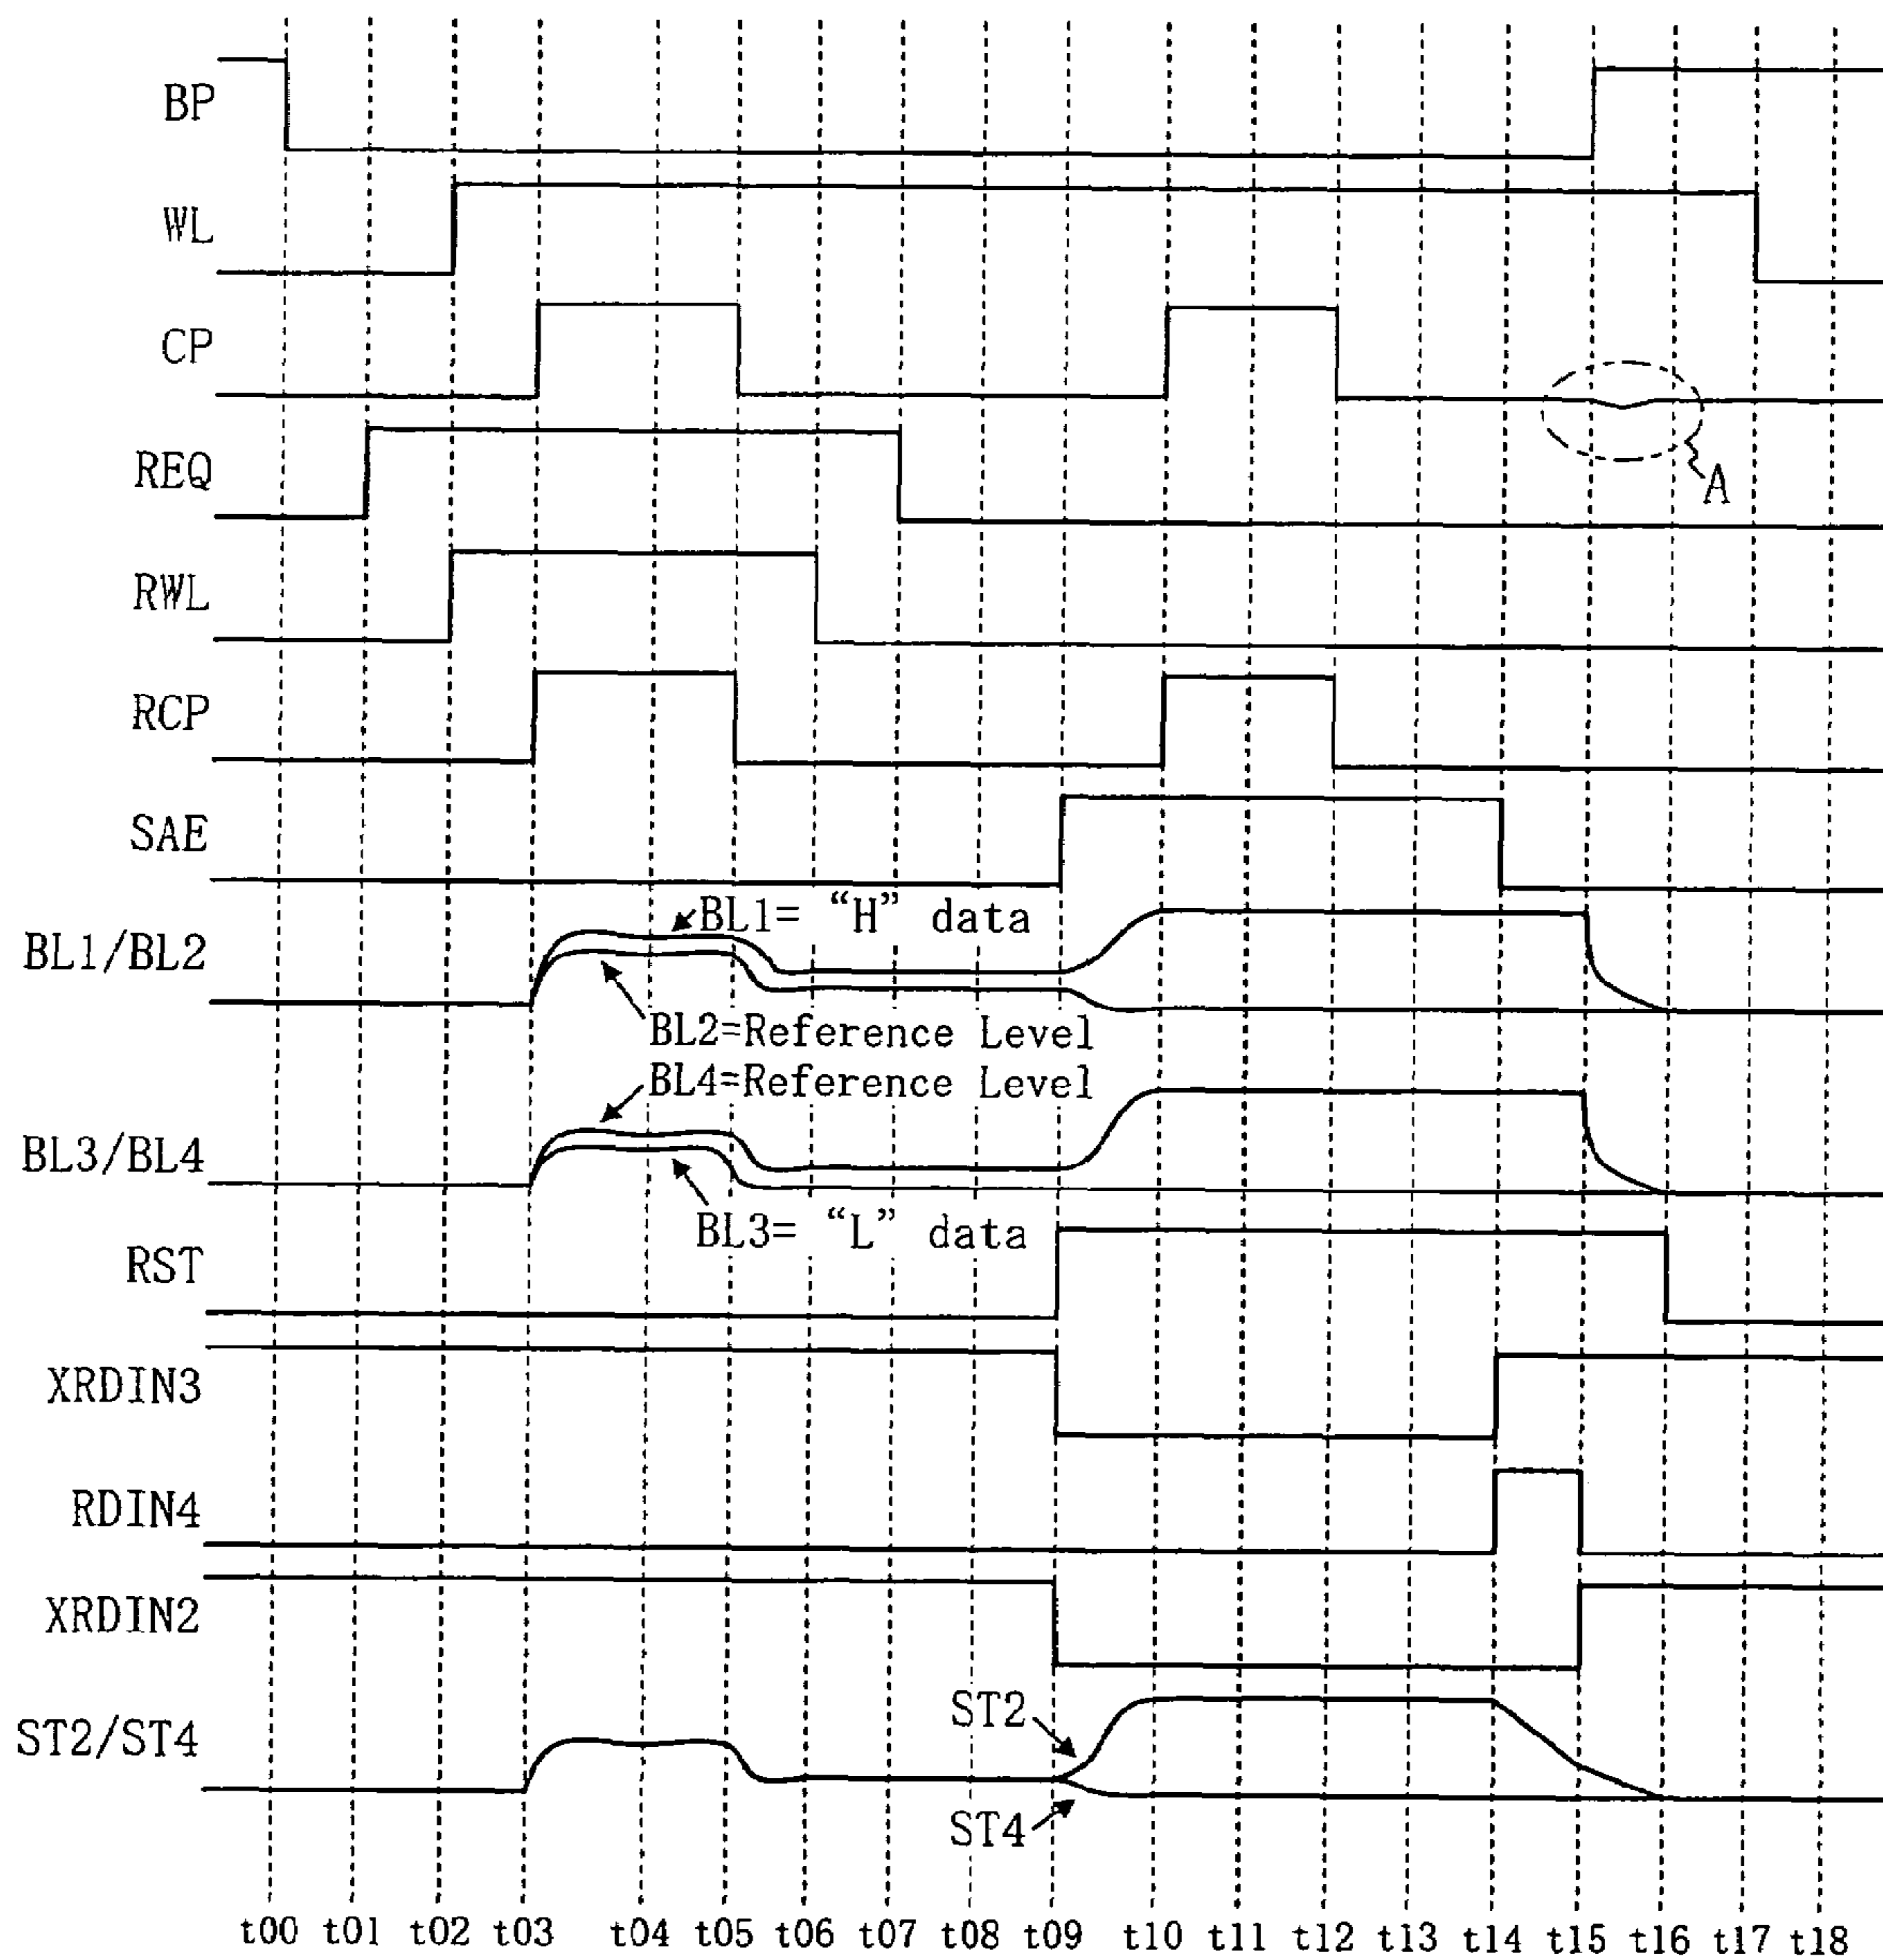 BP
WL
CP
A
REQ
RWL
RCP
SAE
BL1= “H” data
BL1/BL2
BL2=Reference Level
BL4=Reference Level
BL3/BL4
BL3= “L” data
RST
XRDIN3
RDIN4
XRDIN2
ST2
ST2/ST4
ST4
t00 t01 t02 t03 t04 t05 t06 t07 t08 t09 t10 t11 t12 t13 t14 t15 t16 t17 t18